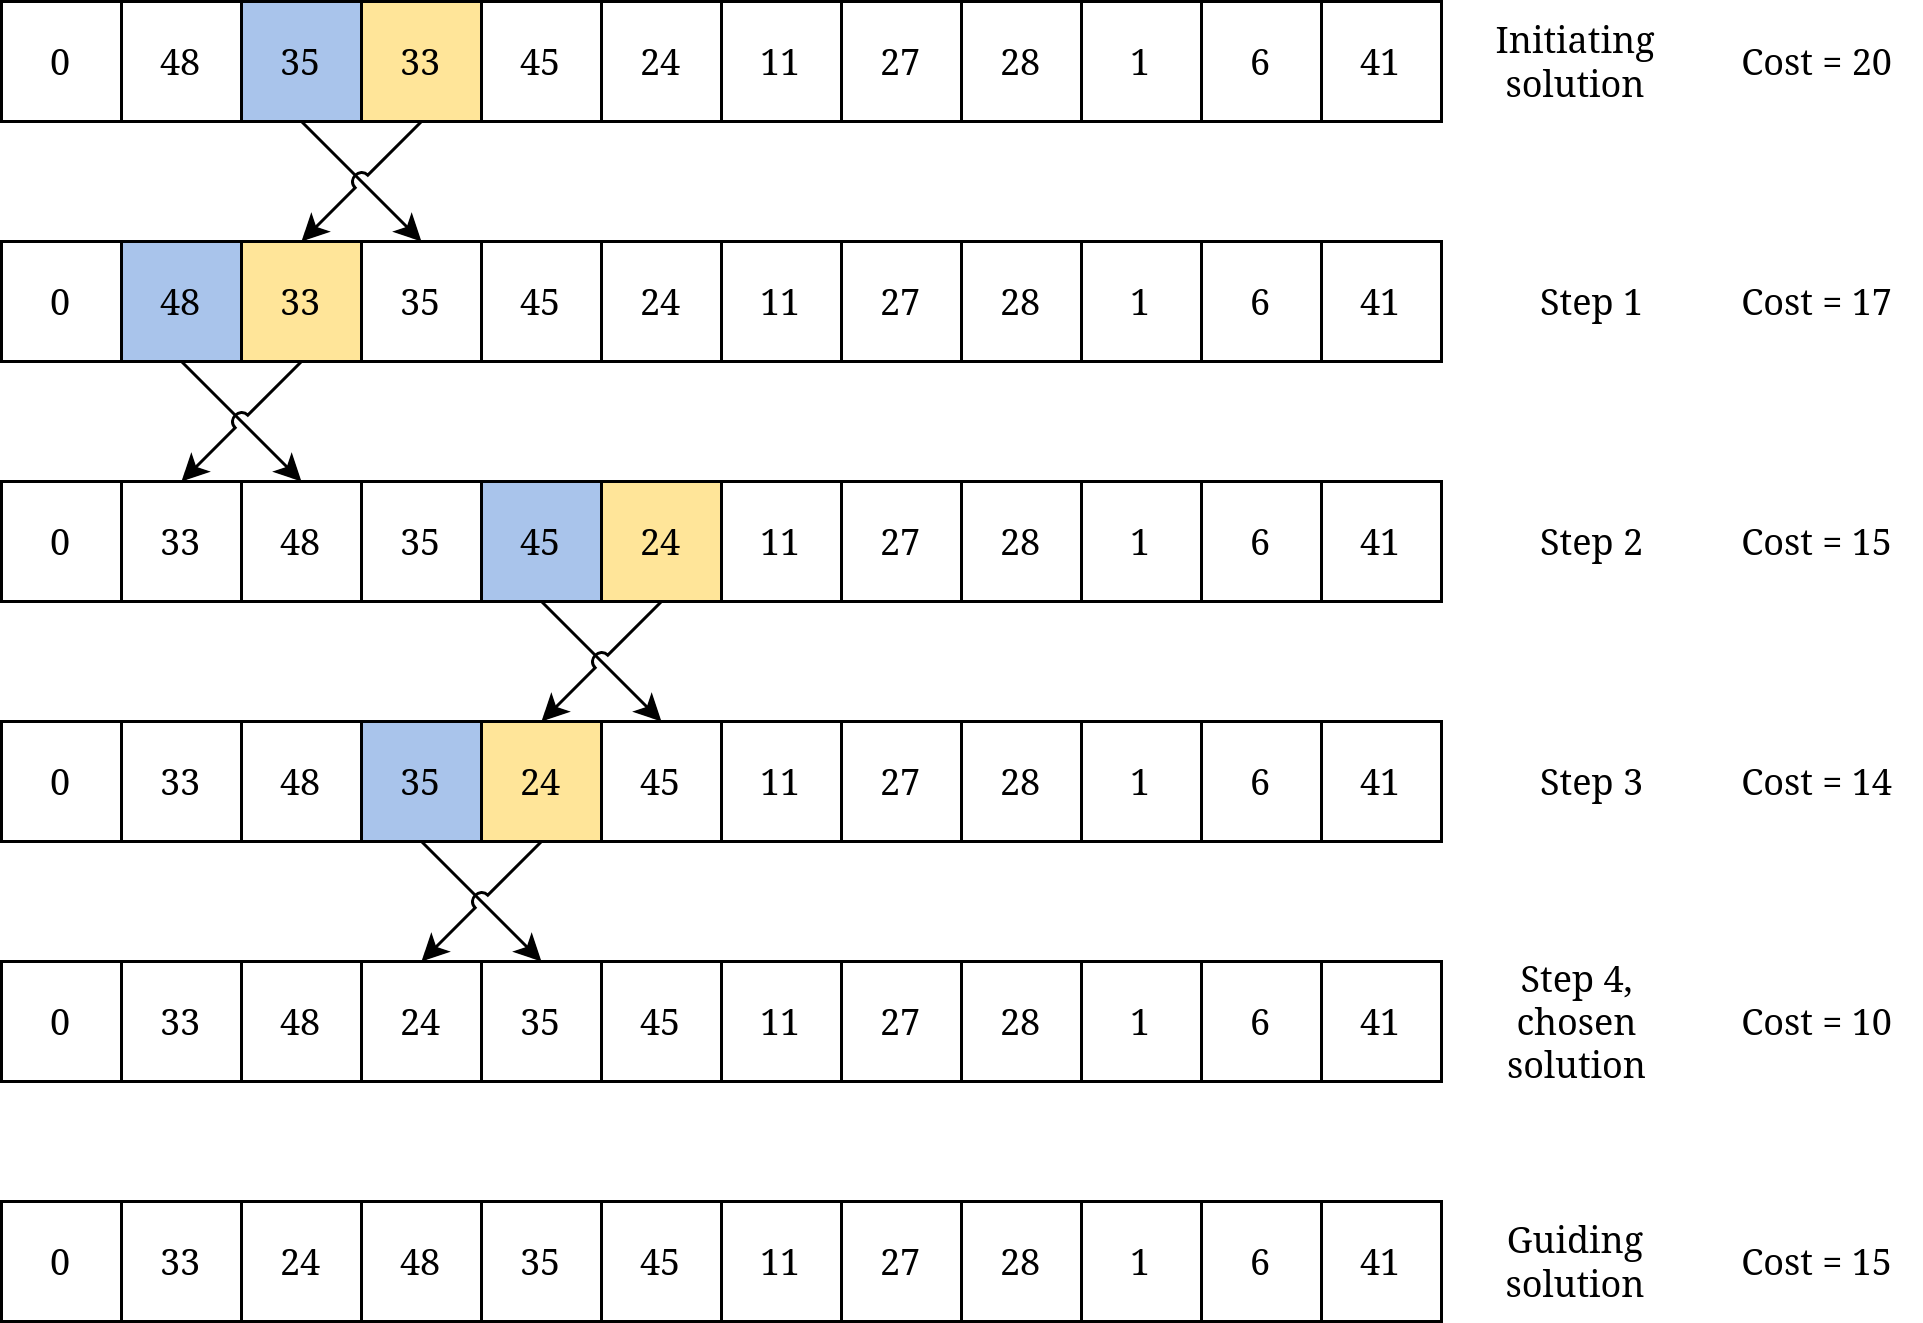 0 48 35 33 45 24 11 27 28 1 6 41 Initiating solution Cost = 20
0 48 33 35 45 24 11 27 28 1 6 41 Step 1 Cost = 17
0 33 48 35 45 24 11 27 28 1 6 41 Step 2 Cost = 15
0 33 48 35 24 45 11 27 28 1 6 41 Step 3 Cost = 14
0 33 48 24 35 45 11 27 28 1 6 41 Step 4, chosen solution Cost = 10
0 33 24 48 35 45 11 27 28 1 6 41 Guiding solution Cost = 15